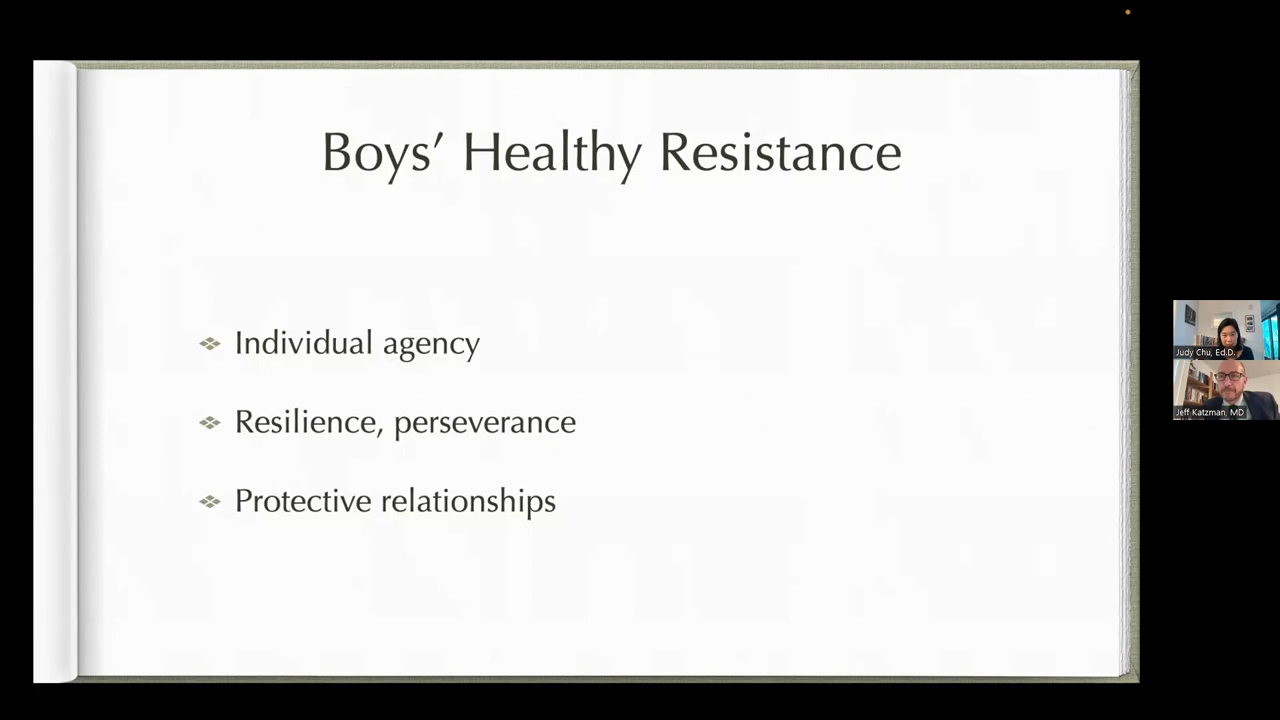 Boys’ Healthy Resistance
Individual agency
Resilience, perseverance
Protective relationships
Judy Chu, Ed.D.
Jeff Katzman, MD